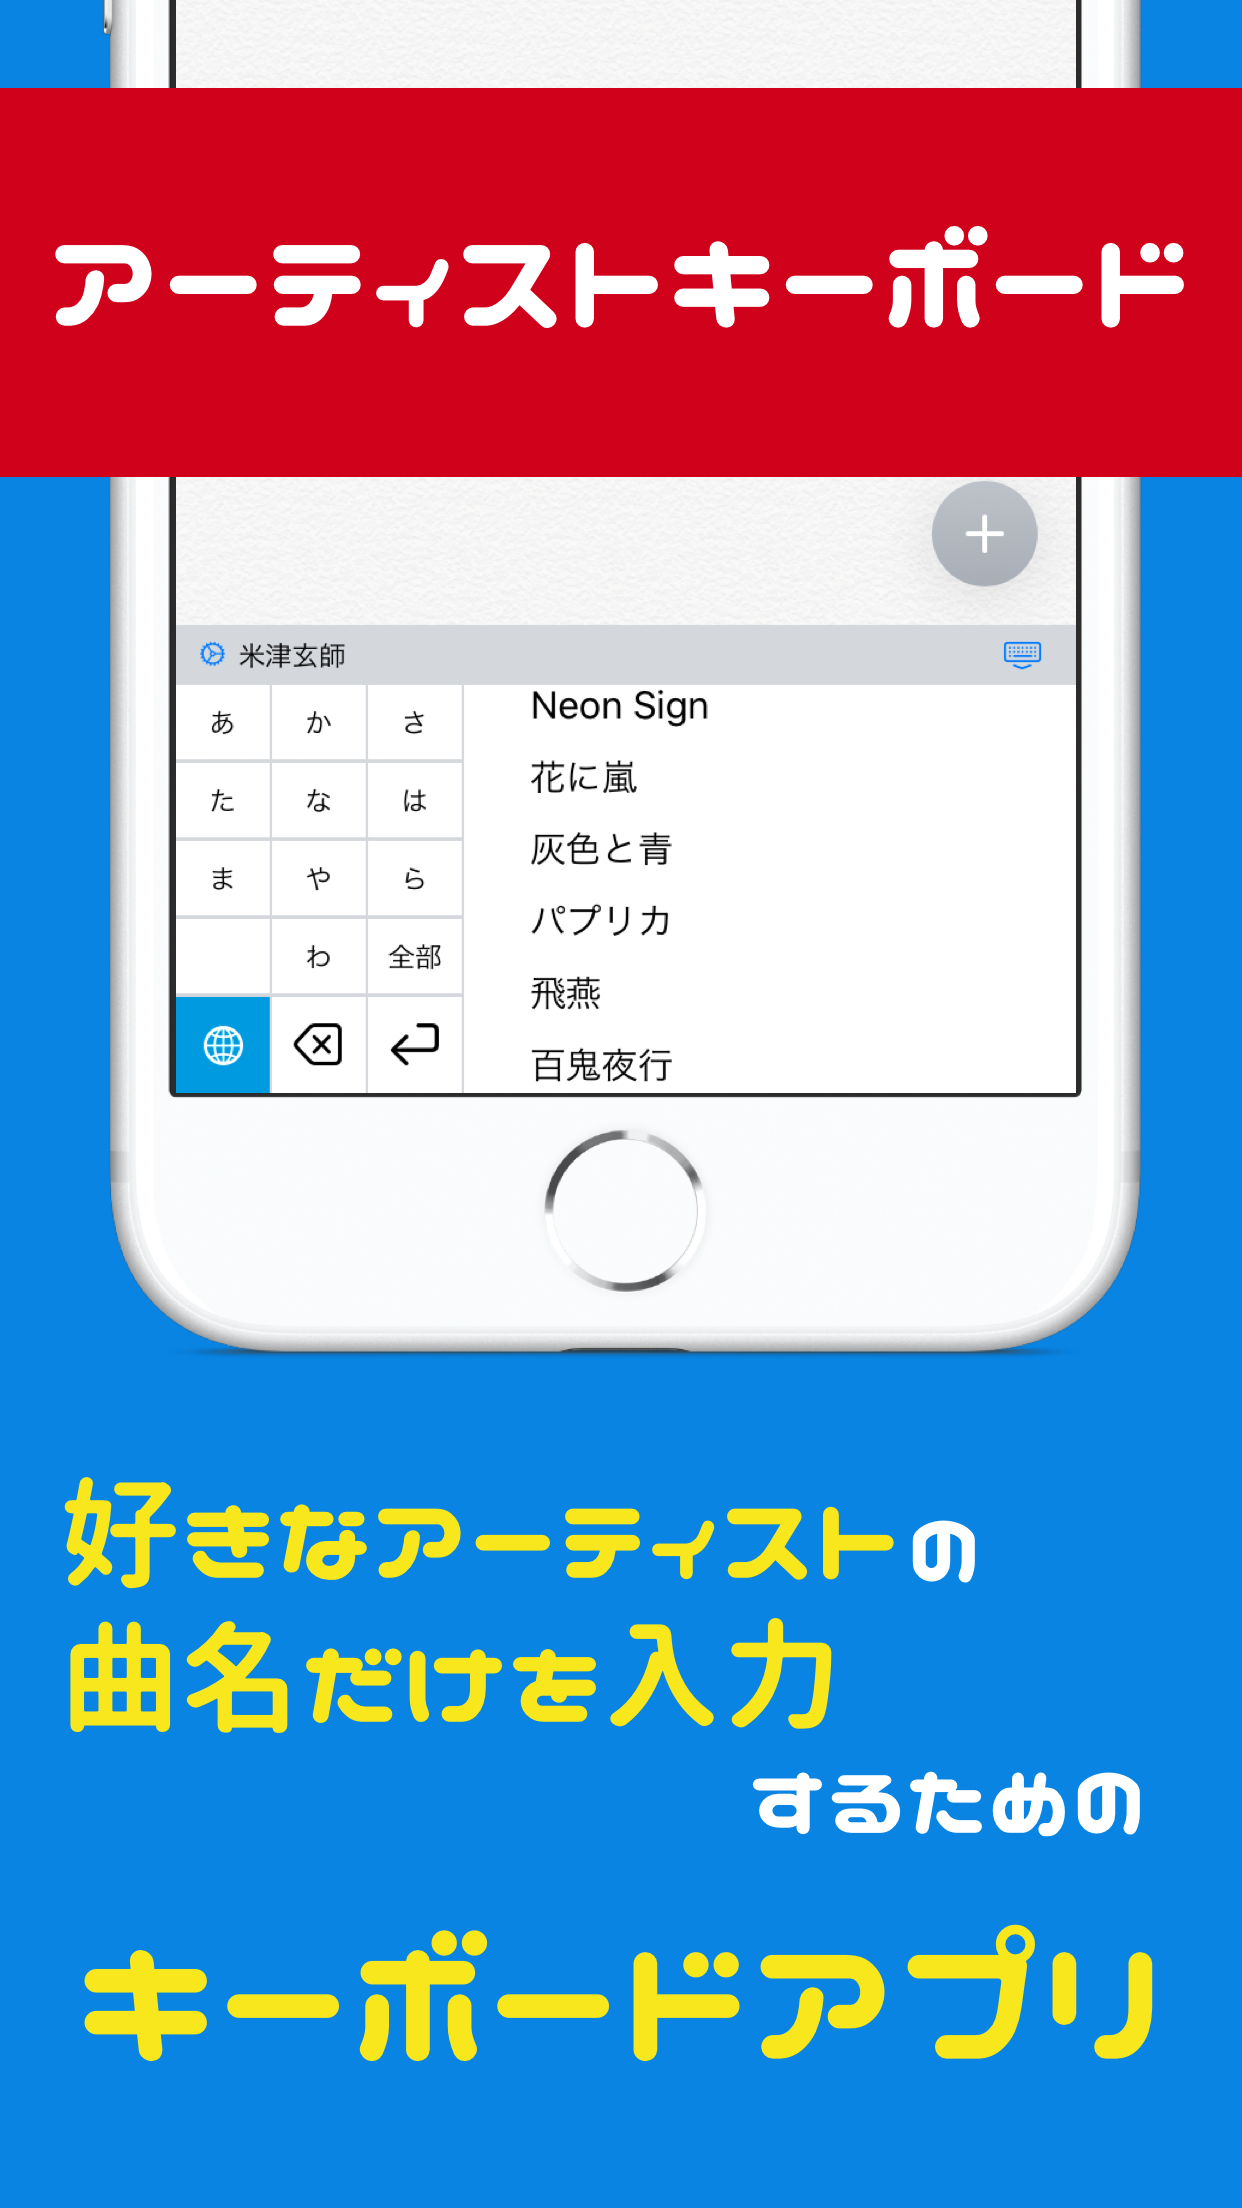 アーティストキーボード
米津玄師
あ か さ
た な は
ま や ら
わ 全部
Neon Sign
花に嵐
灰色と青
パプリカ
飛燕
百鬼夜行
好きなアーティストの
曲名だけを入力
するための
キーボードアプリ